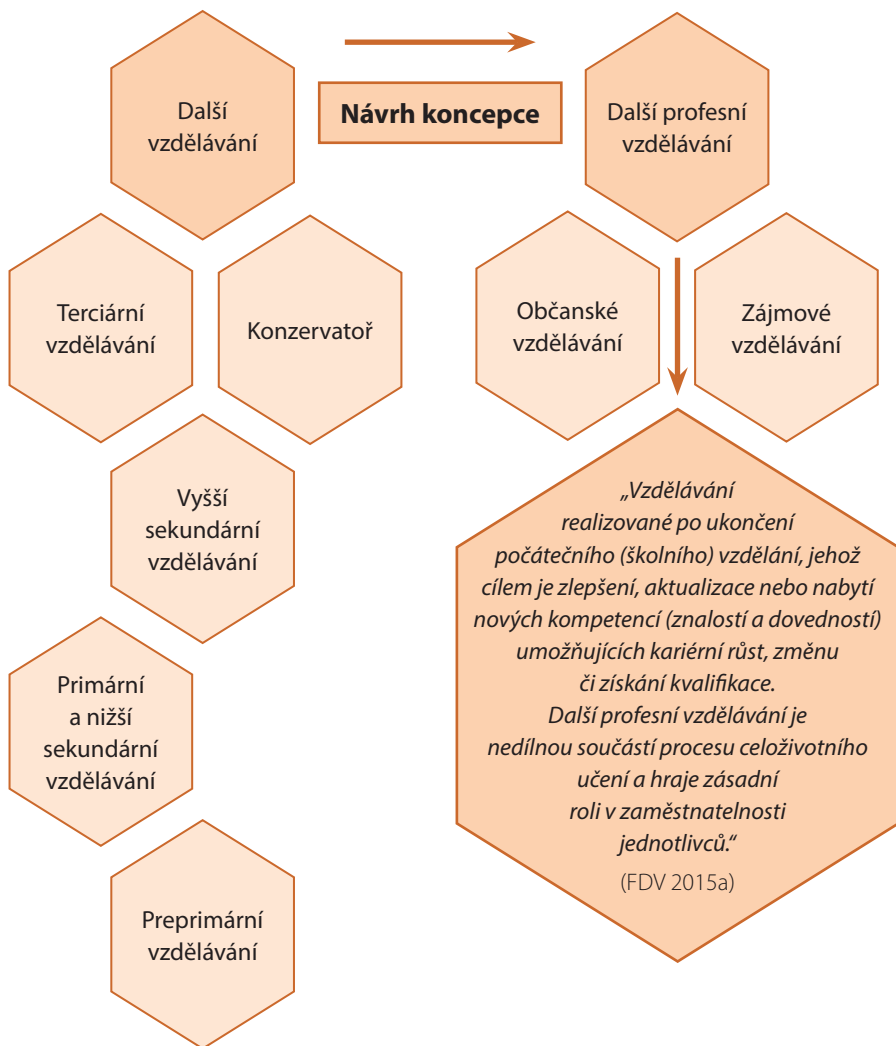 Další
vzdělávání
Návrh koncepce
Další profesní
vzdělávání
Terciární
vzdělávání
Konzervatoř
Občanské
vzdělávání
Zájmové
vzdělávání
Vyšší
sekundární
vzdělávání
Primární
a nižší
sekundární
vzdělávání
Preprimární
vzdělávání
„Vzdělávání
realizované po ukončení
počátečního (školního) vzdělání, jehož
cílem je zlepšení, aktualizace nebo nabytí
nových kompetencí (znalostí a dovedností)
umožňujících kariérní růst, změnu
či získání kvalifikace.
Další profesní vzdělávání je
nedílnou součástí procesu celoživotního
učení a hraje zásadní
roli v zaměstnatelnosti
jednotlivců.“
(FDV 2015a)